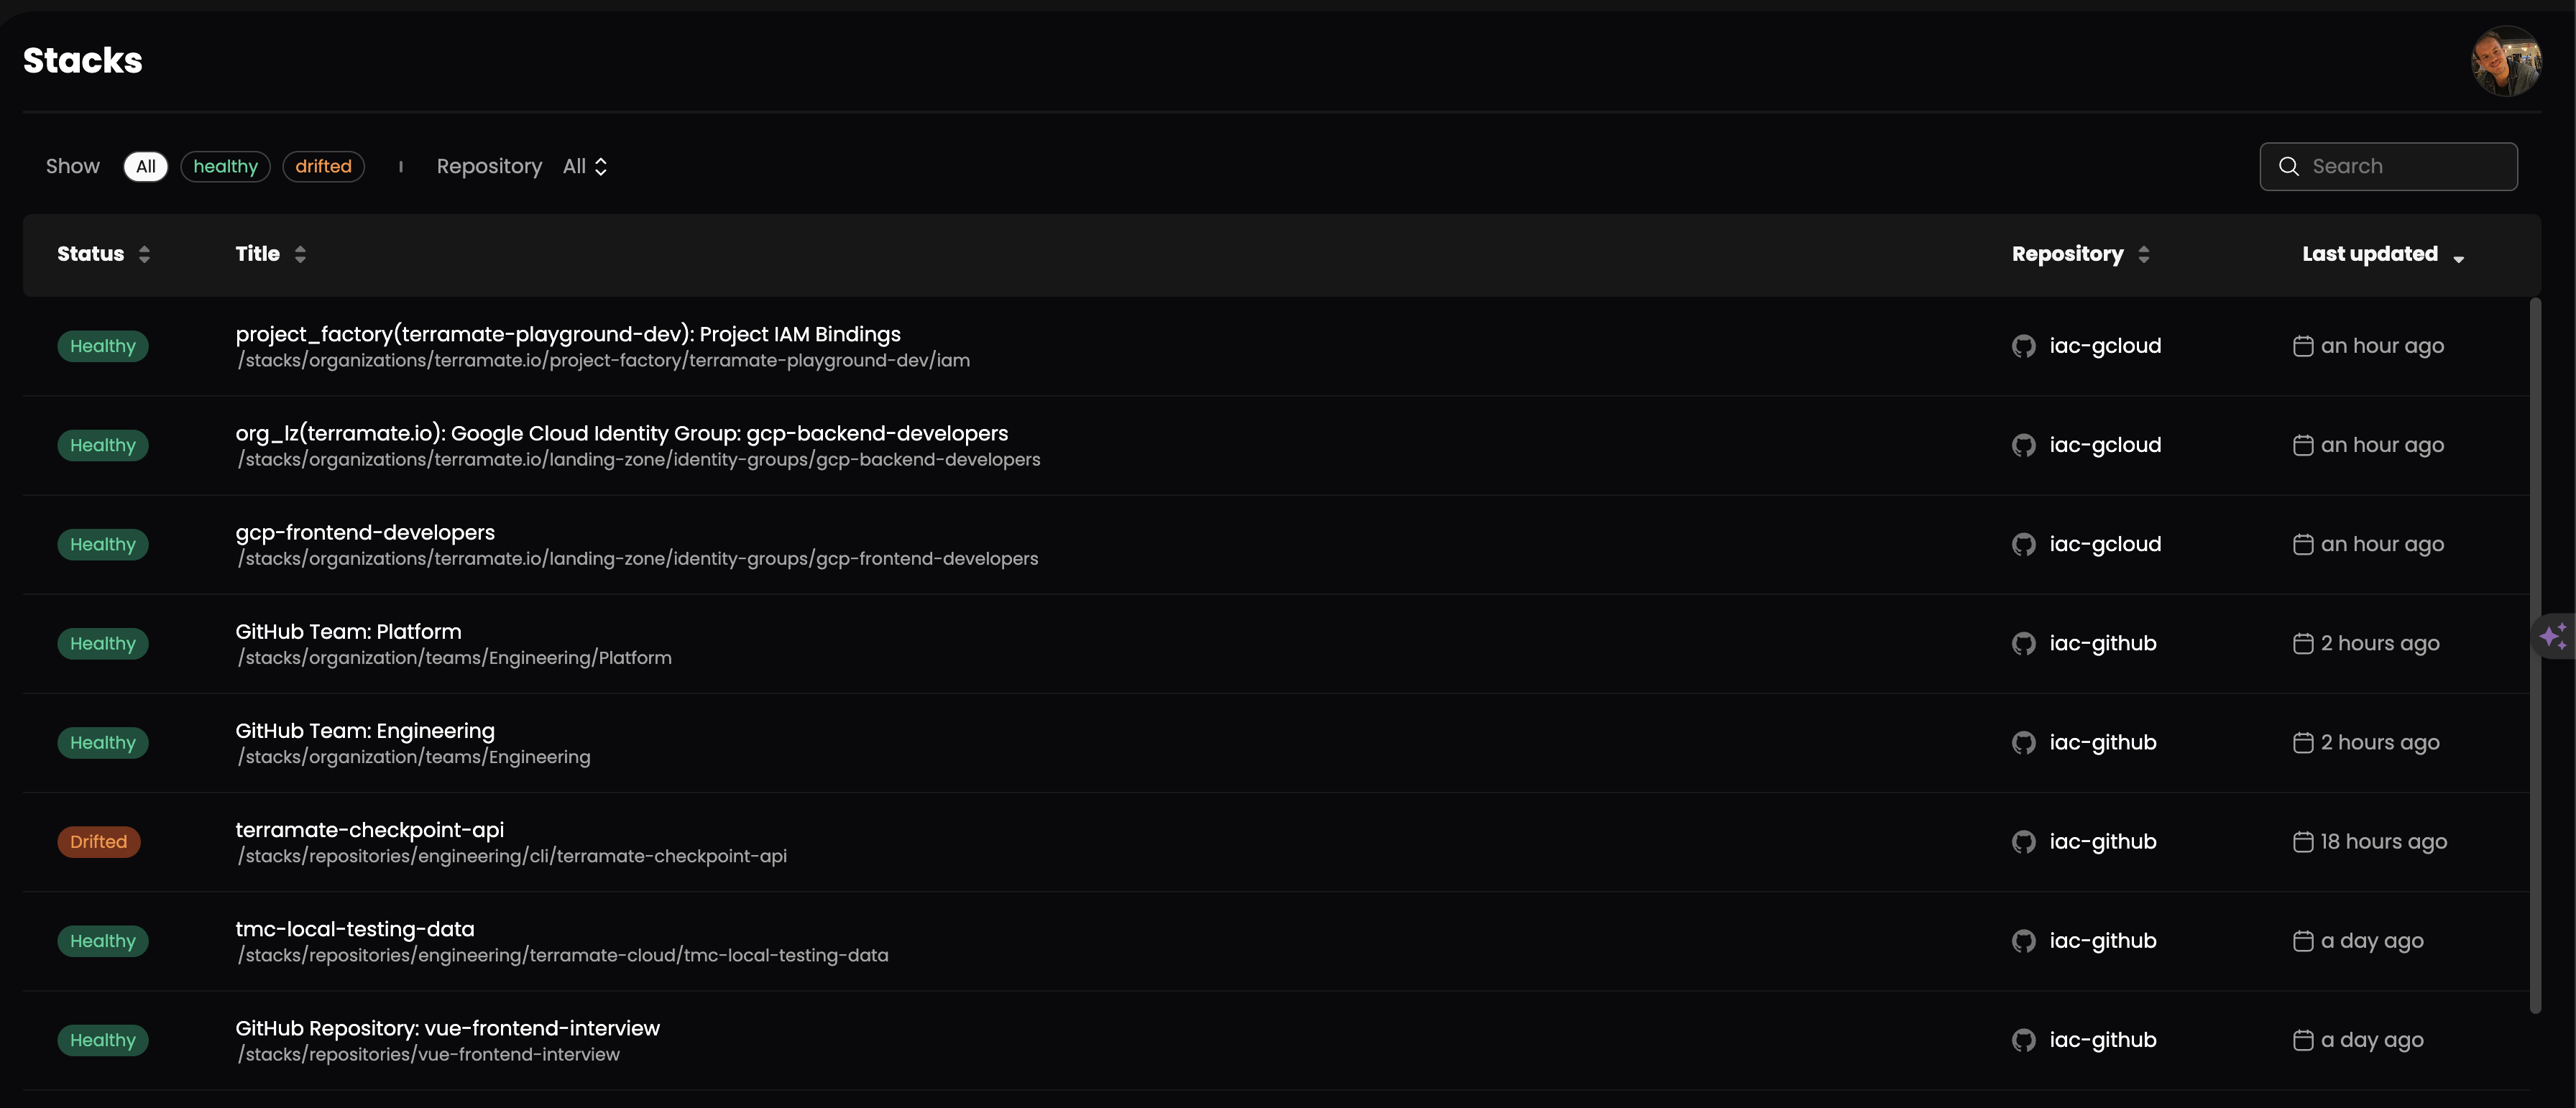 Stacks
Show All healthy drifted Repository All Search
Status Title Repository Last updated
Healthy project_factory(terramate-playground-dev): Project IAM Bindings iac-gcloud an hour ago
/stacks/organizations/terramate.io/project-factory/terramate-playground-dev/iam
Healthy org_lz(terramate.io): Google Cloud Identity Group: gcp-backend-developers iac-gcloud an hour ago
/stacks/organizations/terramate.io/landing-zone/identity-groups/gcp-backend-developers
Healthy gcp-frontend-developers iac-gcloud an hour ago
/stacks/organizations/terramate.io/landing-zone/identity-groups/gcp-frontend-developers
Healthy GitHub Team: Platform iac-github 2 hours ago
/stacks/organization/teams/Engineering/Platform
Healthy GitHub Team: Engineering iac-github 2 hours ago
/stacks/organization/teams/Engineering
Drifted terramate-checkpoint-api iac-github 18 hours ago
/stacks/repositories/engineering/cli/terramate-checkpoint-api
Healthy tmc-local-testing-data iac-github a day ago
/stacks/repositories/engineering/terramate-cloud/tmc-local-testing-data
Healthy GitHub Repository: vue-frontend-interview iac-github a day ago
/stacks/repositories/vue-frontend-interview